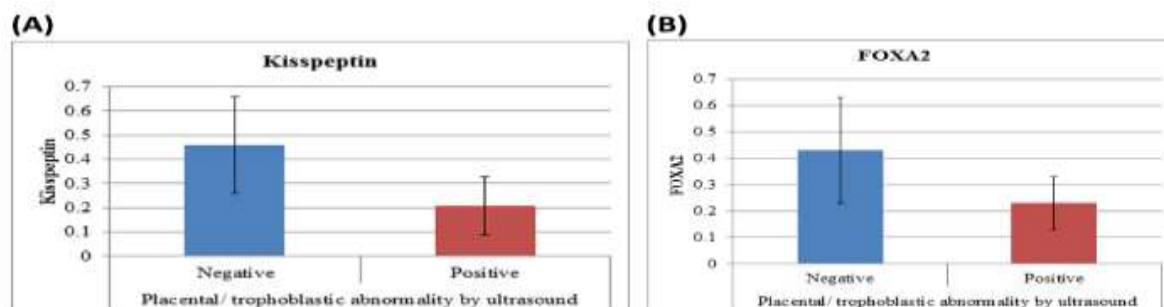 (A)
Kisspeptin
0.7
0.6
0.5
0.4
0.3
0.2
0.1
0
Kisspeptin
Negative
Positive
Placental/ trophoblastic abnormality by ultrasound
(B)
FOXA2
0.7
0.6
0.5
0.4
0.3
0.2
0.1
0
FOXA2
Negative
Positive
Placental/ trophoblastic abnormality by ultrasound